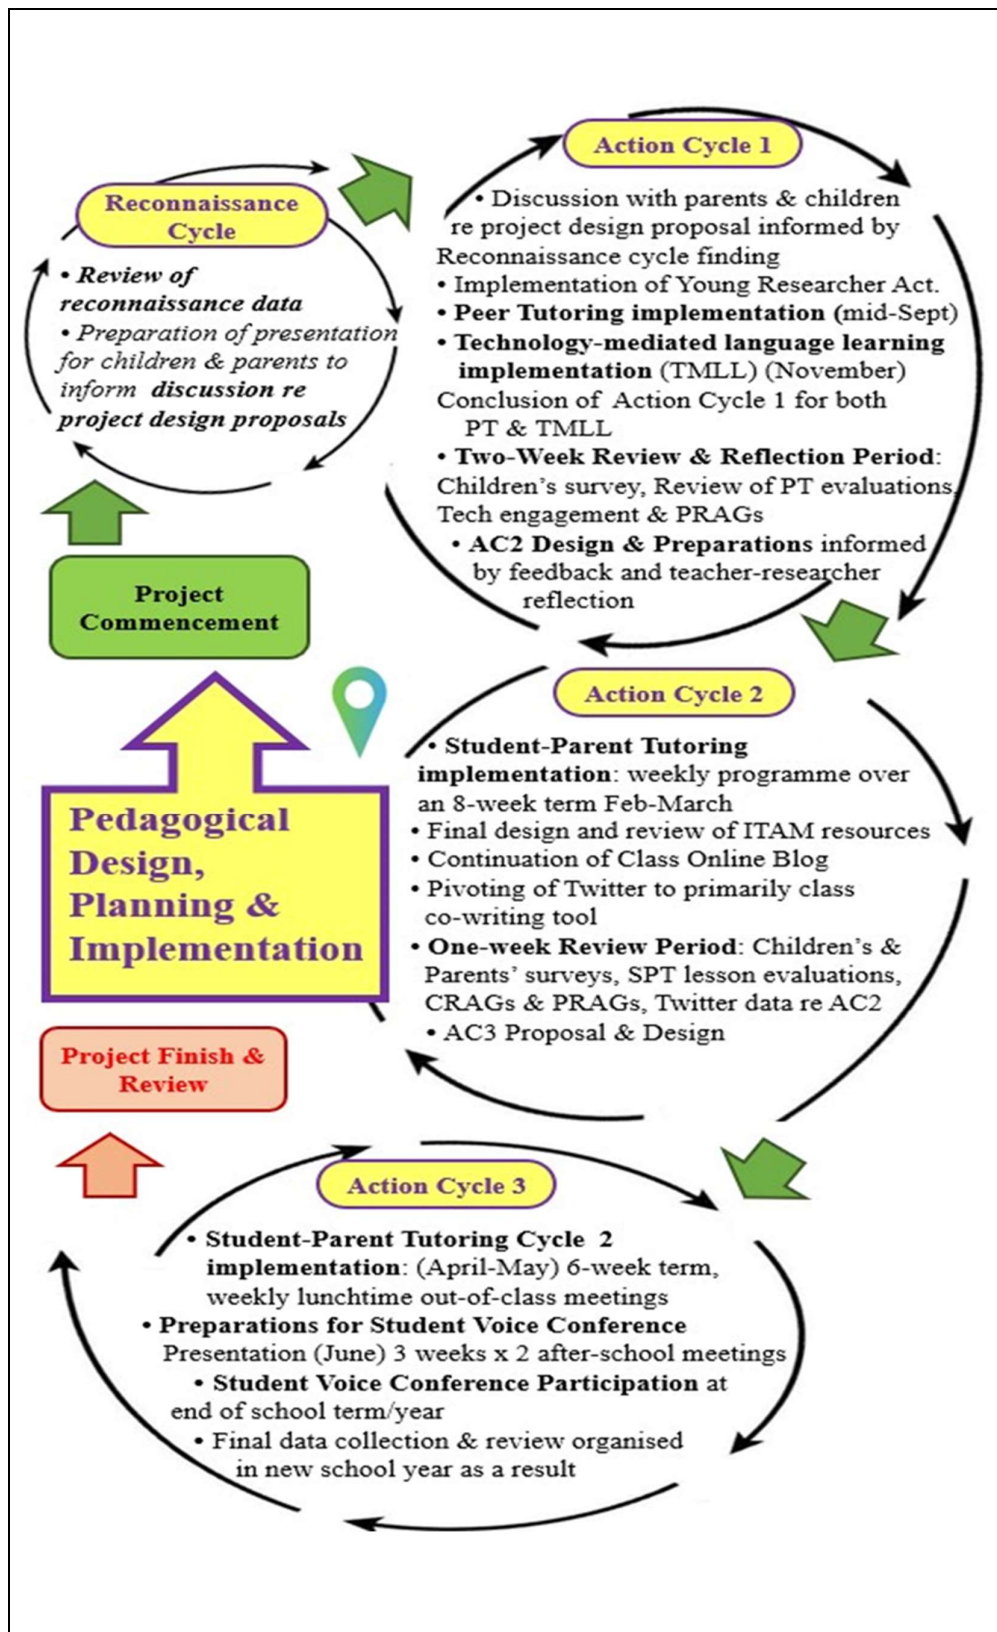 Reconnaissance
Cycle
• Review of
reconnaissance data
• Preparation of presentation
for children & parents to
inform discussion re
project design proposals
Action Cycle 1
• Discussion with parents & children
re project design proposal informed by
Reconnaissance cycle finding
• Implementation of Young Researcher Act.
• Peer Tutoring implementation (mid-Sept)
• Technology-mediated language learning
implementation (TMLL) (November)
Conclusion of Action Cycle 1 for both
PT & TMLL
• Two-Week Review & Reflection Period:
Children’s survey, Review of PT evaluations,
Tech engagement & PRAGs
• AC2 Design & Preparations informed
by feedback and teacher-researcher
reflection
Project
Commencement
Pedagogical
Design,
Planning &
Implementation
Action Cycle 2
• Student-Parent Tutoring
implementation: weekly programme over
an 8-week term Feb-March
• Final design and review of ITAM resources
• Continuation of Class Online Blog
• Pivoting of Twitter to primarily class
co-writing tool
• One-week Review Period: Children’s &
Parents’ surveys, SPT lesson evaluations,
CRAGs & PRAGs, Twitter data re AC2
• AC3 Proposal & Design
Project Finish &
Review
Action Cycle 3
• Student-Parent Tutoring Cycle 2
implementation: (April-May) 6-week term,
weekly lunchtime out-of-class meetings
• Preparations for Student Voice Conference
Presentation (June) 3 weeks x 2 after-school meetings
• Student Voice Conference Participation at
end of school term/year
• Final data collection & review organised
in new school year as a result